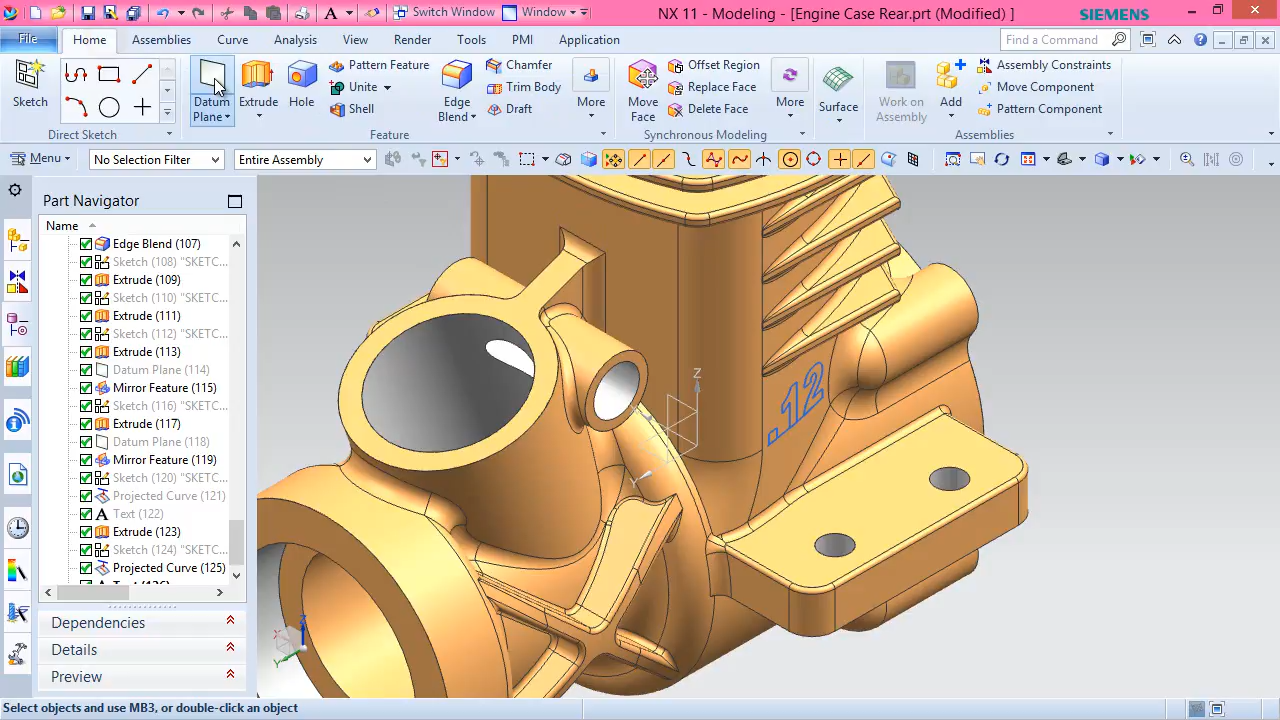 Switch Window Window
NX 11 - Modeling - [Engine Case Rear.prt (Modified) ]
SIEMENS
File Home Assemblies Curve Analysis View Render Tools PMI Application
Find a Command
Sketch
Direct Sketch
Datum Plane
Extrude
Hole
Pattern Feature
Unite
Shell
Edge Blend
Chamfer
Trim Body
Draft
More
Feature
Move Face
Offset Region
Replace Face
Delete Face
More
Synchronous Modeling
Surface
Work on Assembly
Add
Assembly Constraints
Move Component
Pattern Component
Assemblies
Menu
No Selection Filter
Entire Assembly
Part Navigator
Name
Edge Blend (107)
Sketch (108) "SKETC...
Extrude (109)
Sketch (110) "SKETC...
Extrude (111)
Sketch (112) "SKETC...
Extrude (113)
Datum Plane (114)
Mirror Feature (115)
Sketch (116) "SKETC...
Extrude (117)
Datum Plane (118)
Mirror Feature (119)
Sketch (120) "SKETC...
Projected Curve (121)
Text (122)
Extrude (123)
Sketch (124) "SKETC...
Projected Curve (125)
Text (126)
Dependencies
Details
Preview
Z
Y
.12
Z
X
Y
Select objects and use MB3, or double-click an object